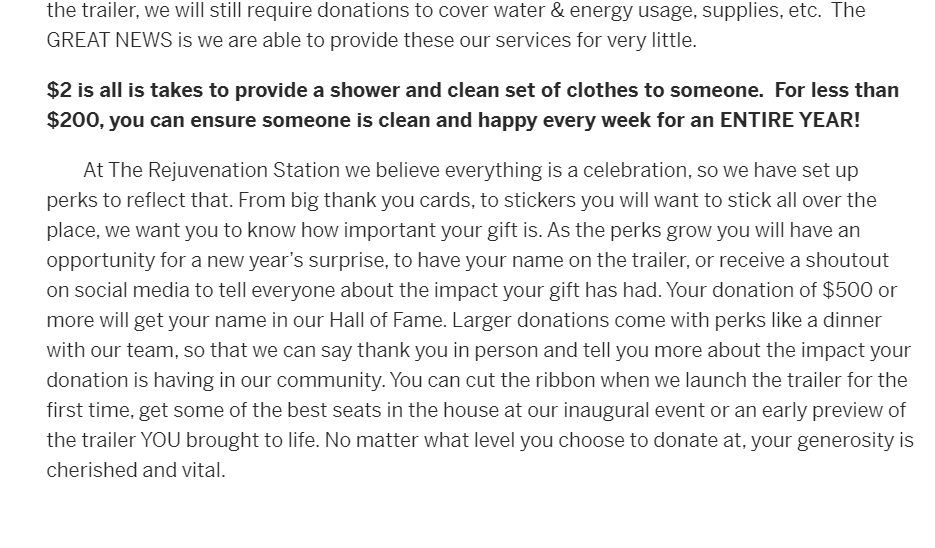 the trailer, we will still require donations to cover water & energy usage, supplies, etc.  The
GREAT NEWS is we are able to provide these our services for very little.
$2 is all is takes to provide a shower and clean set of clothes to someone.  For less than
$200, you can ensure someone is clean and happy every week for an ENTIRE YEAR!
At The Rejuvenation Station we believe everything is a celebration, so we have set up
perks to reflect that. From big thank you cards, to stickers you will want to stick all over the
place, we want you to know how important your gift is. As the perks grow you will have an
opportunity for a new year’s surprise, to have your name on the trailer, or receive a shoutout
on social media to tell everyone about the impact your gift has had. Your donation of $500 or
more will get your name in our Hall of Fame. Larger donations come with perks like a dinner
with our team, so that we can say thank you in person and tell you more about the impact your
donation is having in our community. You can cut the ribbon when we launch the trailer for the
first time, get some of the best seats in the house at our inaugural event or an early preview of
the trailer YOU brought to life. No matter what level you choose to donate at, your generosity is
cherished and vital.